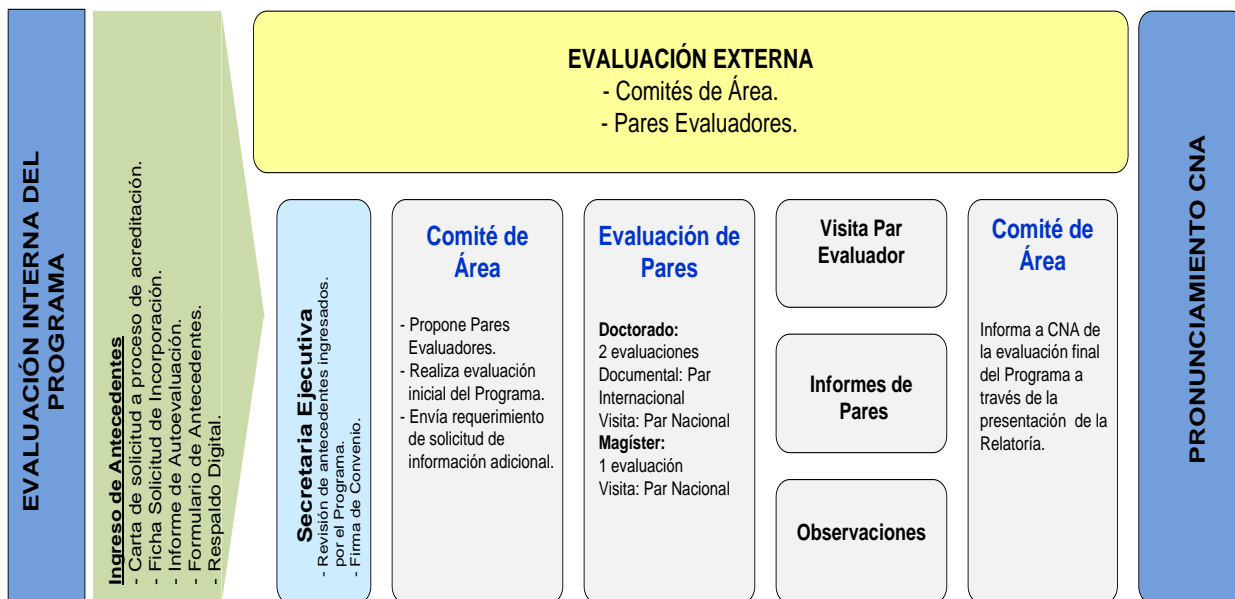 EVALUACIÓN INTERNA DEL
PROGRAMA
Ingreso de Antecedentes
- Carta de solicitud a proceso de acreditación.
- Ficha Solicitud de Incorporación.
- Informe de Autoevaluación.
- Formulario de Antecedentes.
- Respaldo Digital.
EVALUACIÓN EXTERNA
- Comités de Área.
- Pares Evaluadores.
Secretaria Ejecutiva
- Revisión de antecedentes ingresados.
por el Programa.
- Firma de Convenio.
Comité de
Área
- Propone Pares
Evaluadores.
- Realiza evaluación
inicial del Programa.
- Envía requerimiento
de solicitud de
información adicional.
Evaluación de
Pares
Doctorado:
2 evaluaciones
Documental: Par
Internacional
Visita: Par Nacional
Magíster:
1 evaluación
Visita: Par Nacional
Visita Par
Evaluador
Informes de
Pares
Observaciones
Comité de
Área
Informa a CNA de
la evaluación final
del Programa a
través de la
presentación de la
Relatoría.
PRONUNCIAMIENTO CNA